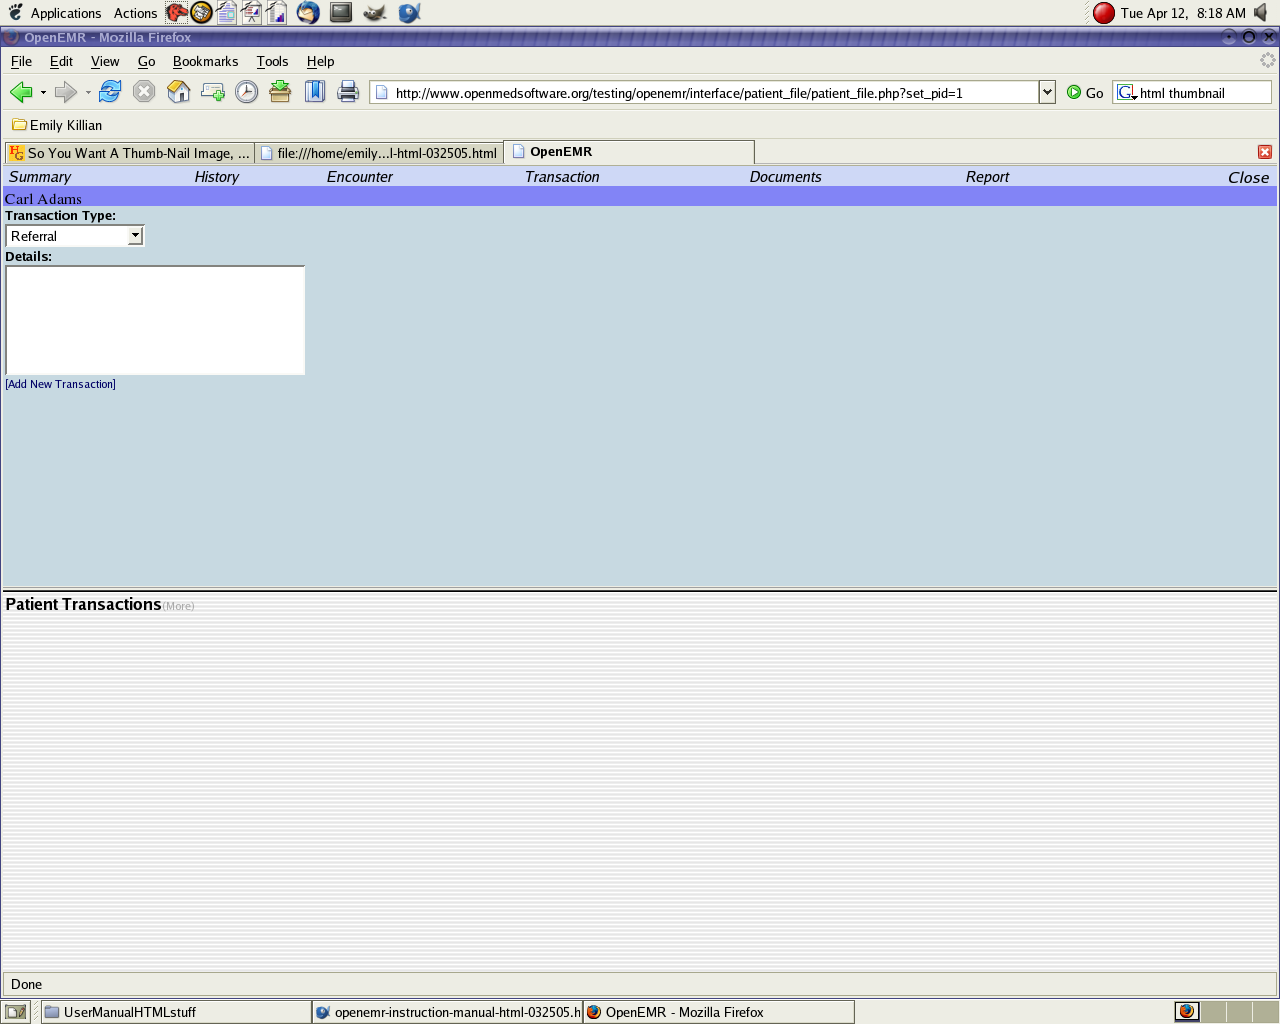 Applications Actions Tue Apr 12, 8:18 AM
OpenEMR - Mozilla Firefox
File Edit View Go Bookmarks Tools Help
http://www.openmedsoftware.org/testing/openemr/interface/patient_file/patient_file.php?set_pid=1 Go G html thumbnail
Emily Killian
HG So You Want A Thumb-Nail Image, ... file:///home/emily...l-html-032505.html OpenEMR
Summary History Encounter Transaction Documents Report Close
Carl Adams
Transaction Type:
Referral
Details:
[Add New Transaction]
Patient Transactions(More)
Done
UserManualHTMLstuff openemr-instruction-manual-html-032505.h OpenEMR - Mozilla Firefox